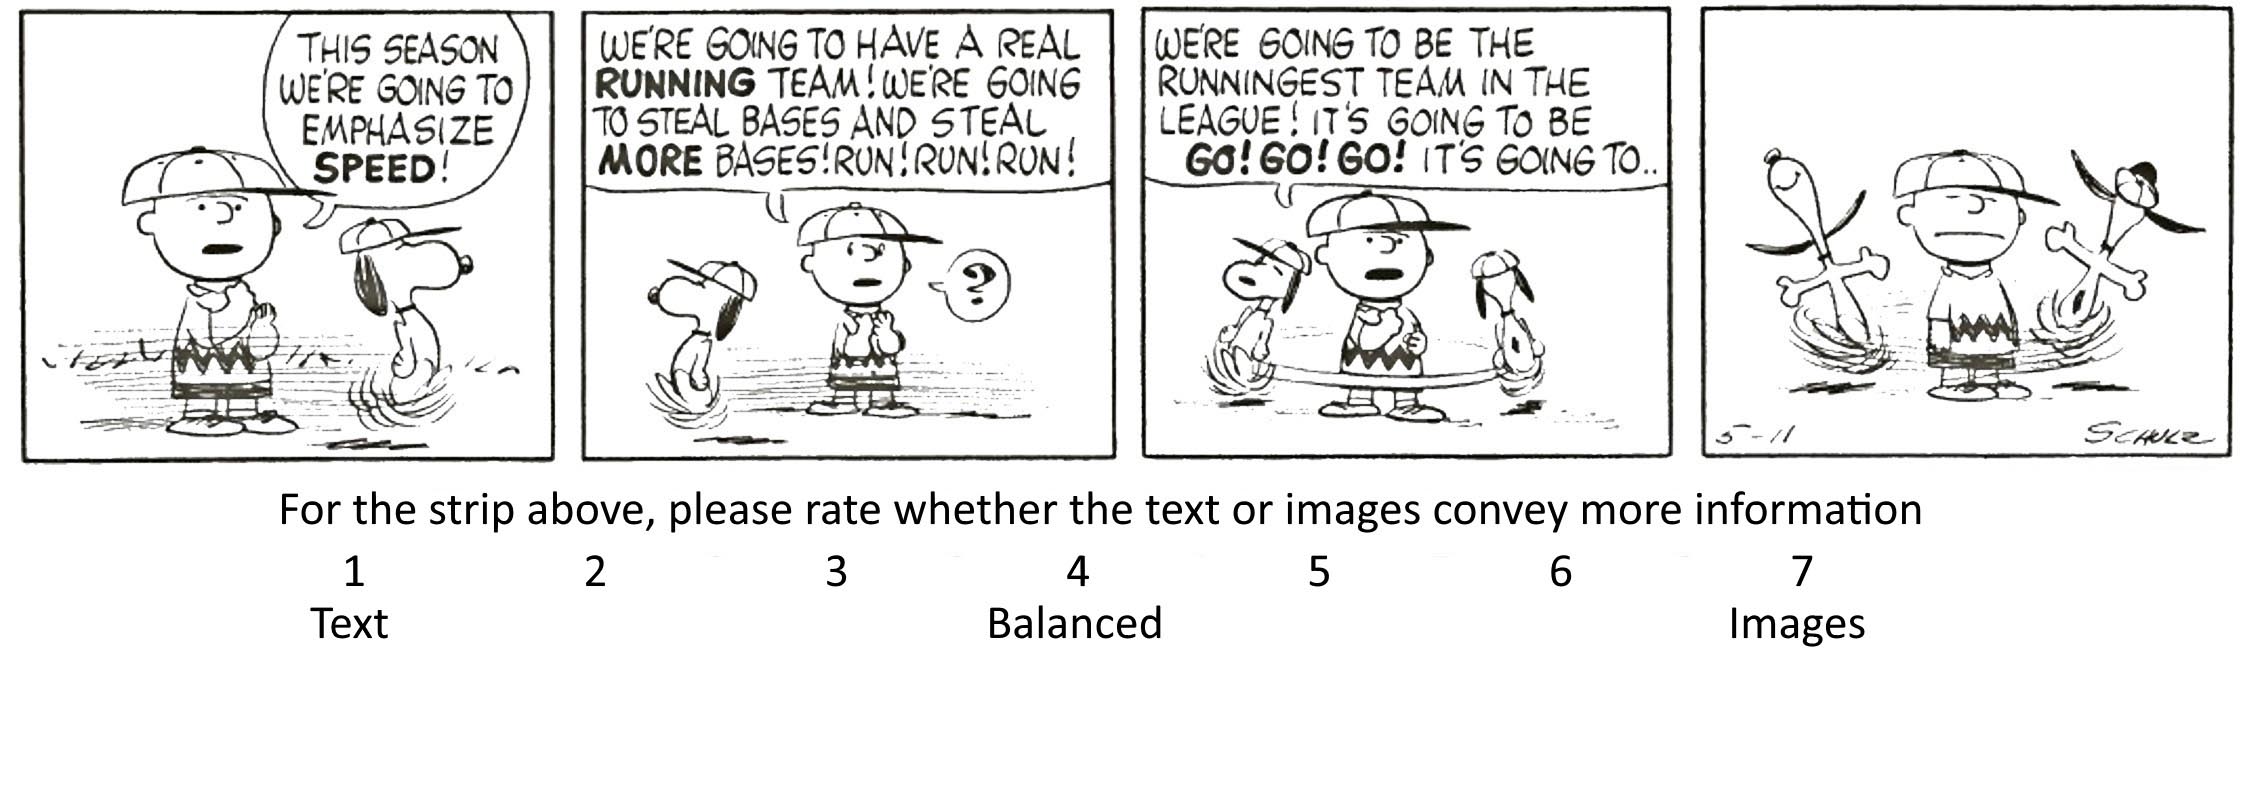 THIS SEASON
WE'RE GOING TO
EMPHASIZE
SPEED!
WE'RE GOING TO HAVE A REAL
RUNNING TEAM! WE'RE GOING
TO STEAL BASES AND STEAL
MORE BASES! RUN! RUN! RUN!
?
WE'RE GOING TO BE THE
RUNNINGEST TEAM IN THE
LEAGUE! IT'S GOING TO BE
GO! GO! GO! IT'S GOING TO..
5-11 SCHULZ
For the strip above, please rate whether the text or images convey more information
1 2 3 4 5 6 7
Text Balanced Images